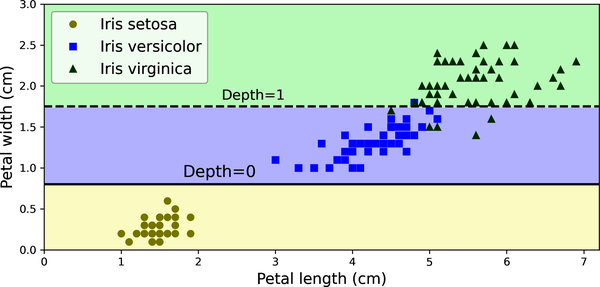 3.0
2.5
2.0
1.5
1.0
0.5
0.0
Petal width (cm)
Iris setosa
Iris versicolor
Iris virginica
Depth=1
Depth=0
0 1 2 3 4 5 6 7
Petal length (cm)